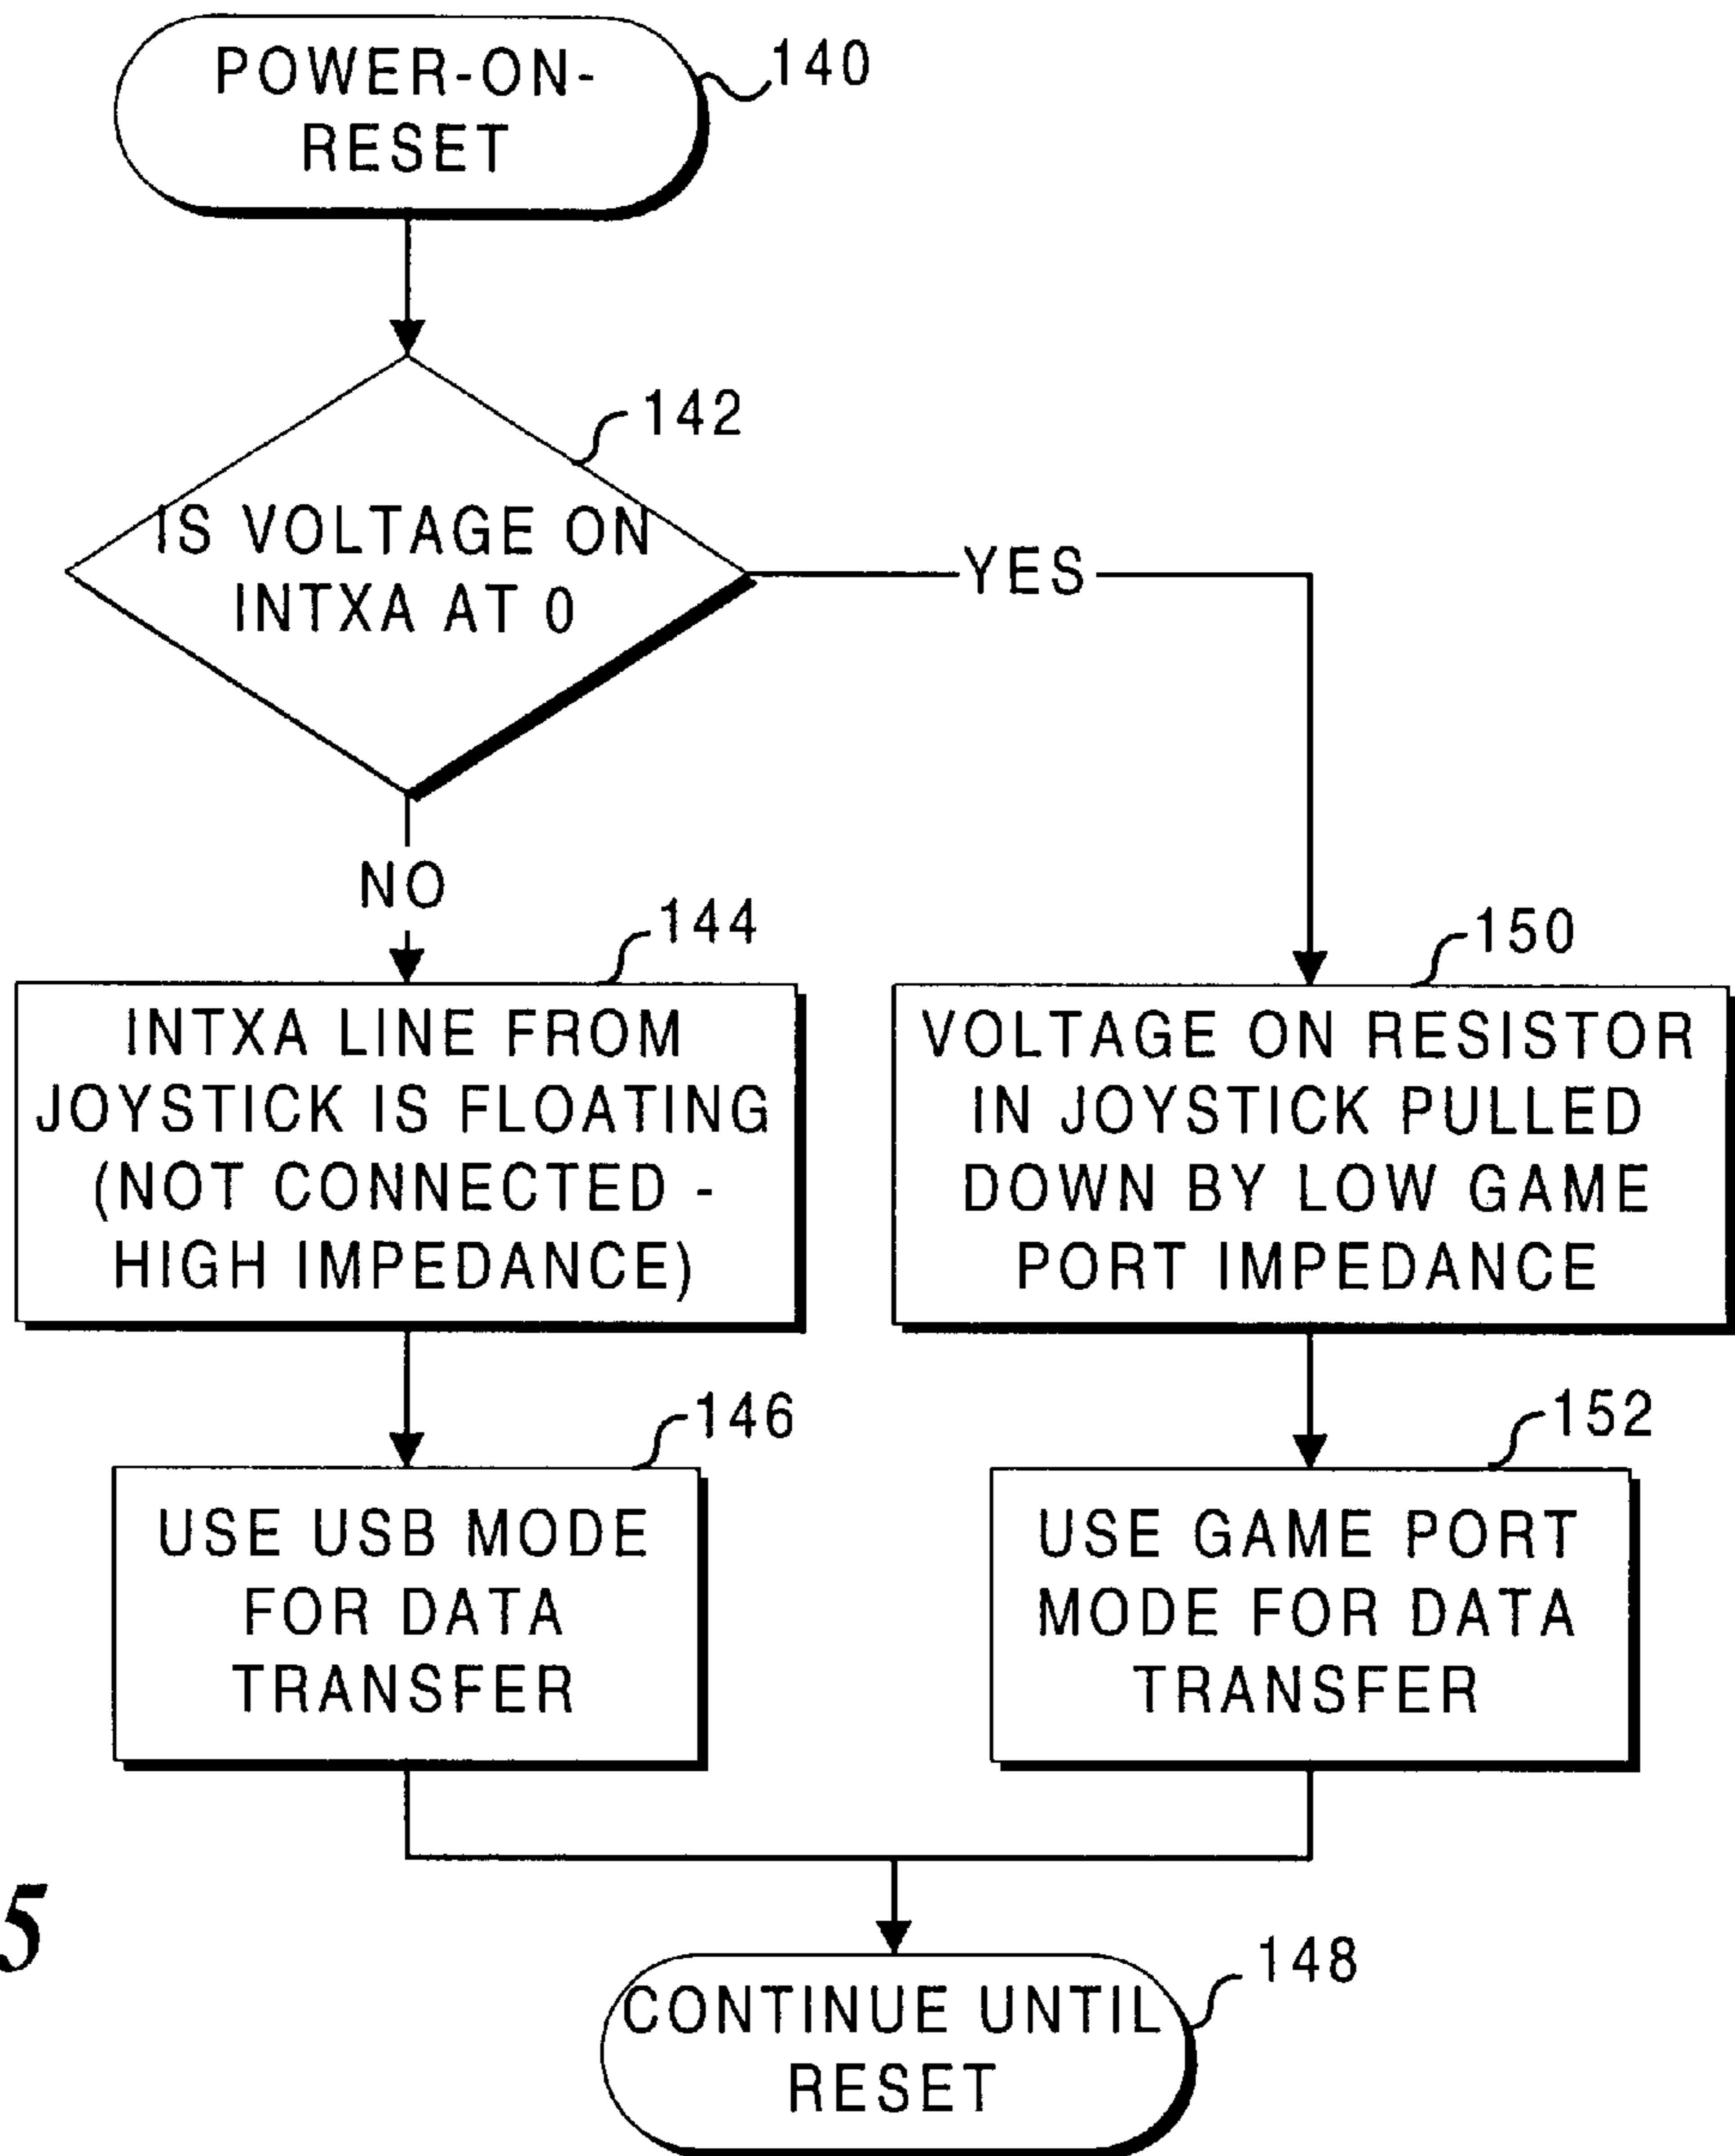 POWER-ON-
RESET
140
142
IS VOLTAGE ON
INTXA AT 0
YES
NO
144
INTXA LINE FROM
JOYSTICK IS FLOATING
(NOT CONNECTED -
HIGH IMPEDANCE)
150
VOLTAGE ON RESISTOR
IN JOYSTICK PULLED
DOWN BY LOW GAME
PORT IMPEDANCE
146
USE USB MODE
FOR DATA
TRANSFER
152
USE GAME PORT
MODE FOR DATA
TRANSFER
5
148
CONTINUE UNTIL
RESET